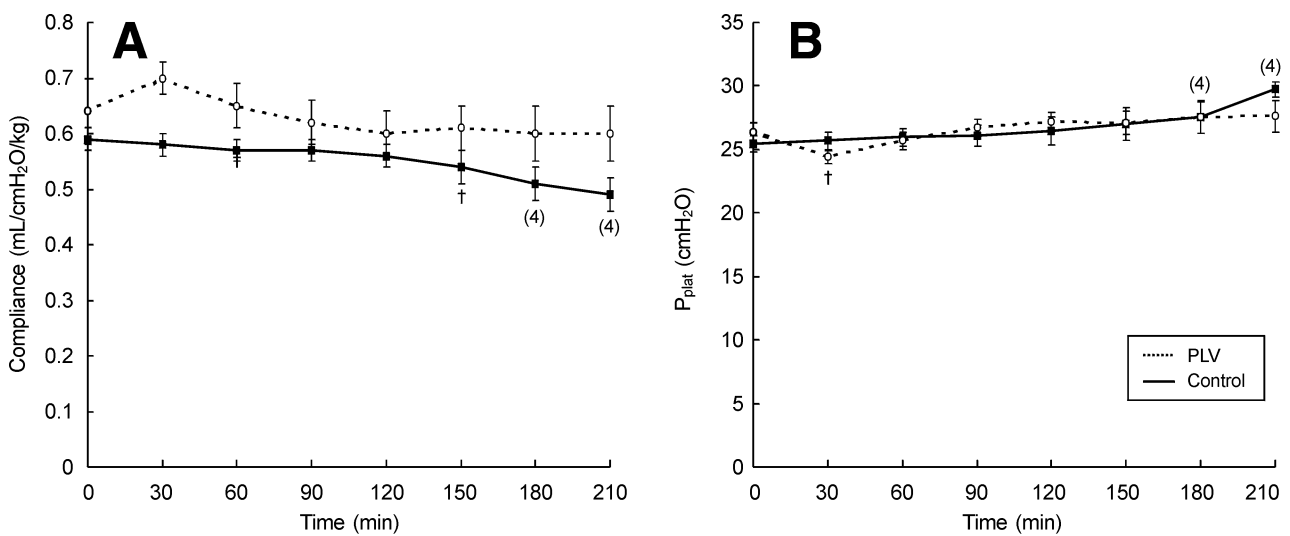 A
0.8
0.7
0.6
0.5
0.4
0.3
0.2
0.1
0
Compliance (mL/cmH₂O/kg)
†
†
(4)
(4)
0 30 60 90 120 150 180 210
Time (min)
B
35
30
25
20
15
10
5
0
Pplat (cmH₂O)
(4)
(4)
†
PLV
Control
0 30 60 90 120 150 180 210
Time (min)